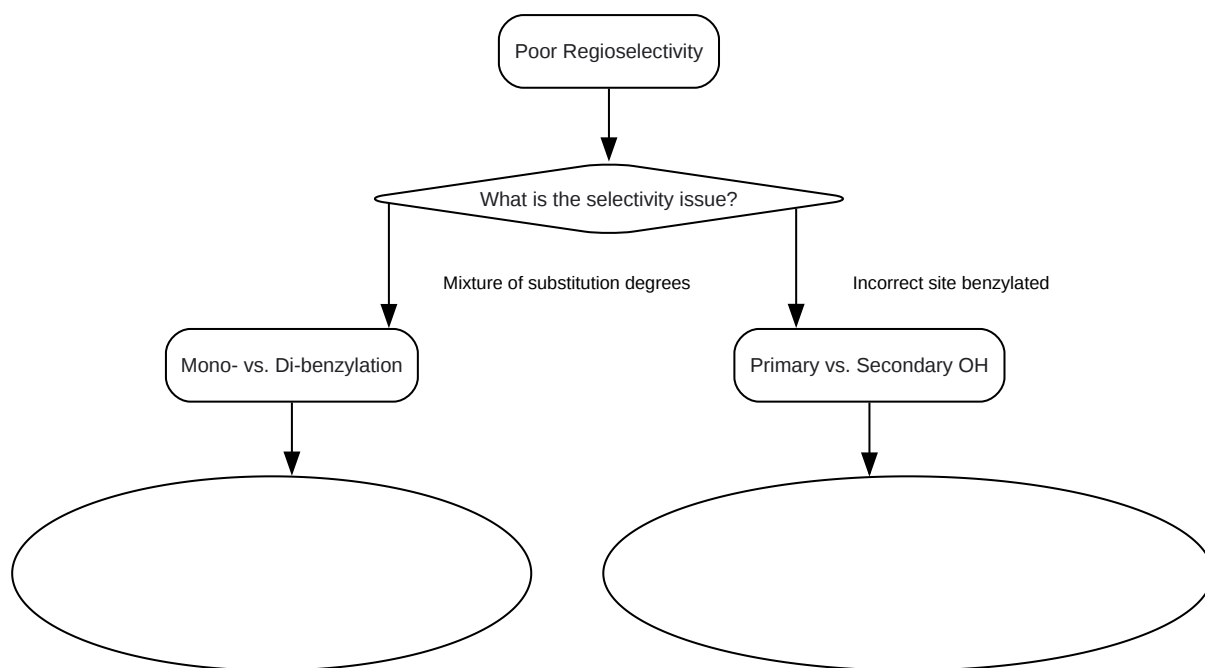 Poor Regioselectivity
What is the selectivity issue?
Mixture of substitution degrees
Incorrect site benzylated
Mono- vs. Di-benzylation
Primary vs. Secondary OH